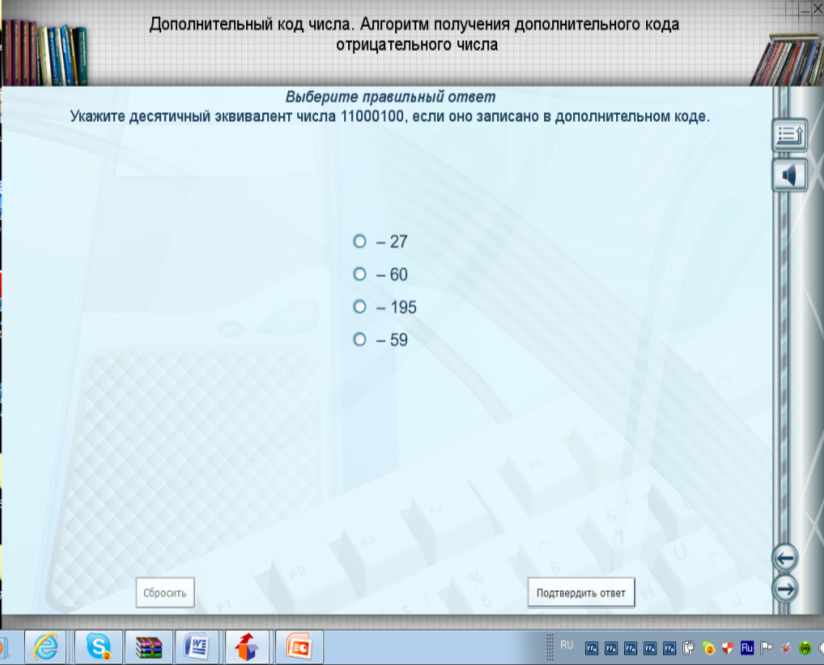 Дополнительный код числа. Алгоритм получения дополнительного кода
отрицательного числа
Выберите правильный ответ
Укажите десятичный эквивалент числа 11000100, если оно записано в дополнительном коде.
– 27
– 60
– 195
– 59
Сбросить
Подтвердить ответ
RU
Ru